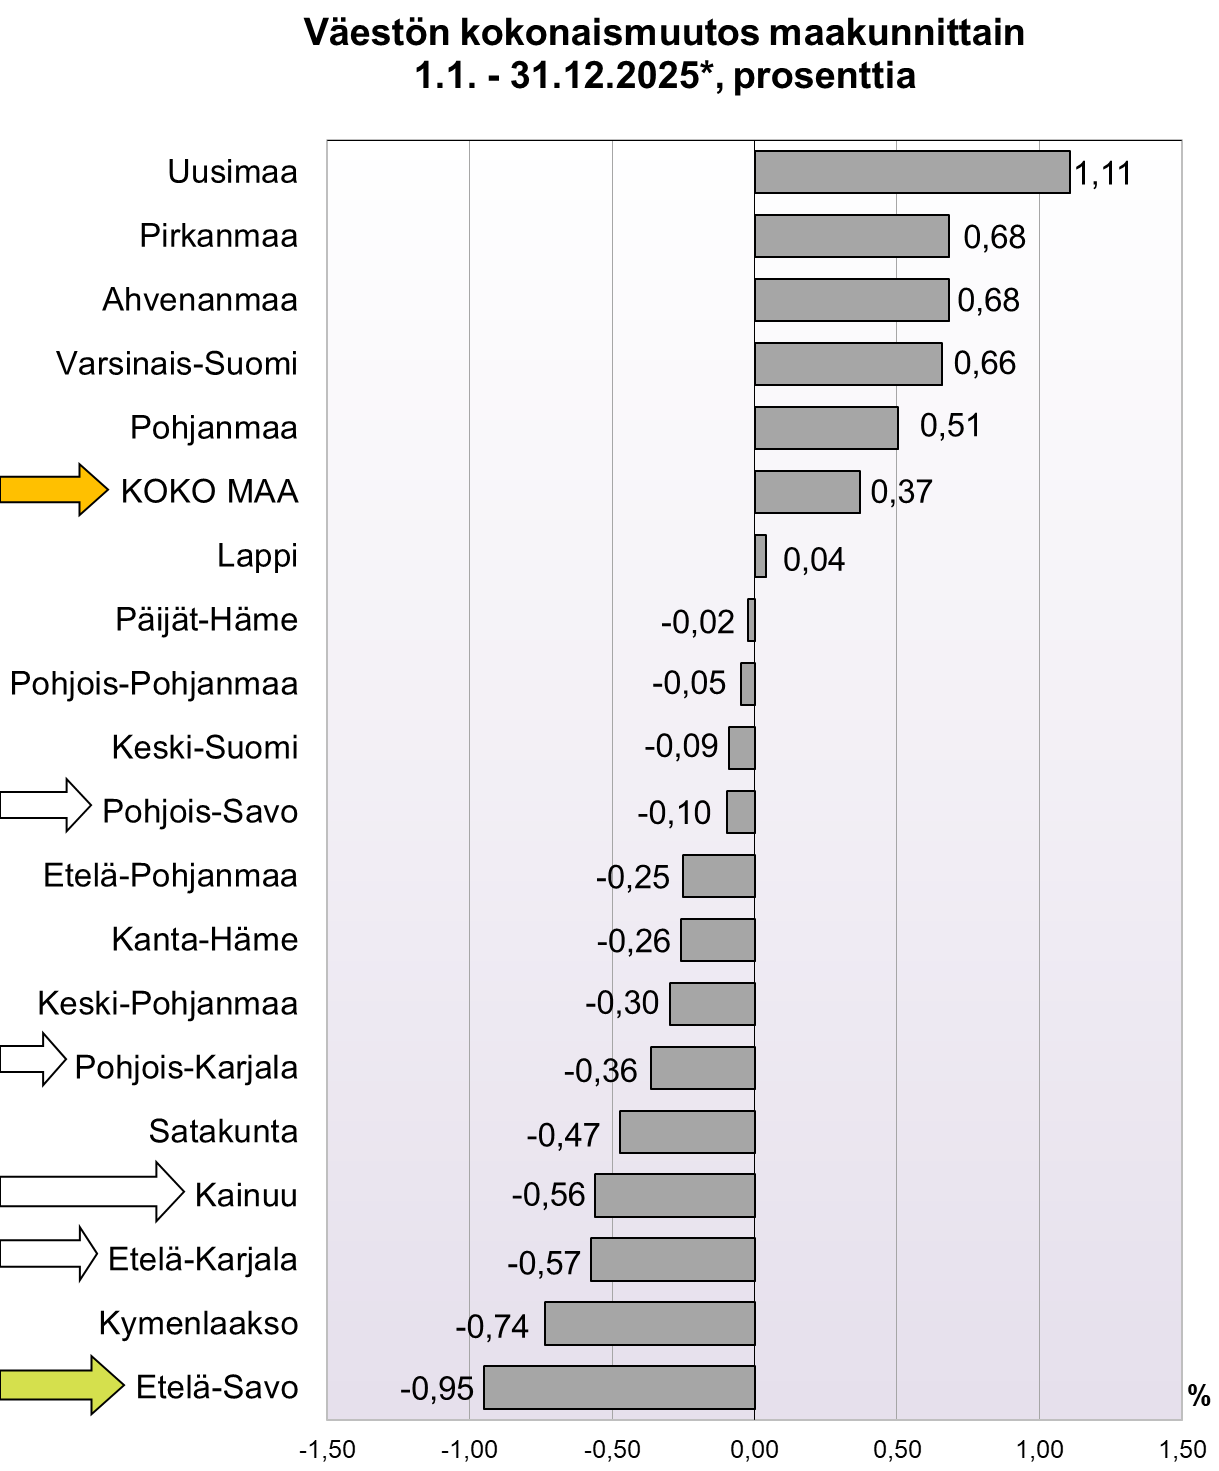 Väestön kokonaismuutos maakunnittain
1.1. - 31.12.2025*, prosenttia
Uusimaa 1,11
Pirkanmaa 0,68
Ahvenanmaa 0,68
Varsinais-Suomi 0,66
Pohjanmaa 0,51
KOKO MAA 0,37
Lappi 0,04
Päijät-Häme -0,02
Pohjois-Pohjanmaa -0,05
Keski-Suomi -0,09
Pohjois-Savo -0,10
Etelä-Pohjanmaa -0,25
Kanta-Häme -0,26
Keski-Pohjanmaa -0,30
Pohjois-Karjala -0,36
Satakunta -0,47
Kainuu -0,56
Etelä-Karjala -0,57
Kymenlaakso -0,74
Etelä-Savo -0,95
%
-1,50 -1,00 -0,50 0,00 0,50 1,00 1,50